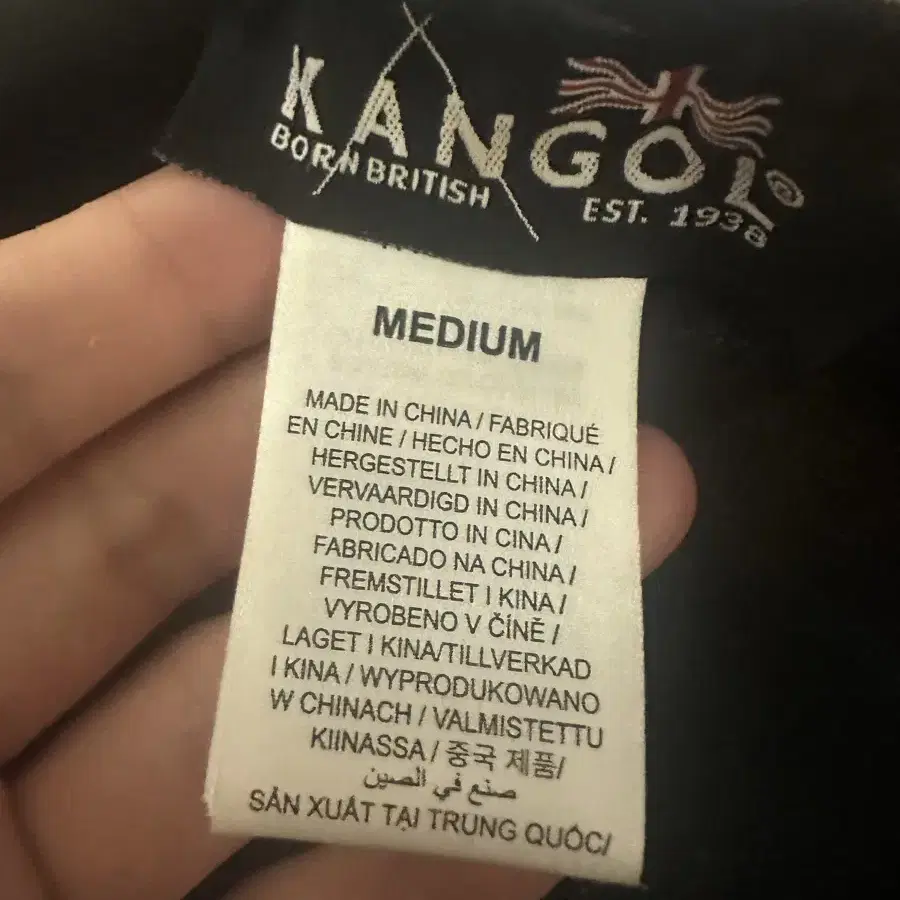 KANGOL®
BORN BRITISH EST. 1938
MEDIUM
MADE IN CHINA / FABRIQUÉ
EN CHINE / HECHO EN CHINA /
HERGESTELLT IN CHINA /
VERVAARDIGD IN CHINA /
PRODOTTO IN CINA /
FABRICADO NA CHINA /
FREMSTILLET I KINA /
VYROBENO V ČÍNĚ /
LAGET I KINA/TILLVERKAD
I KINA / WYPRODUKOWANO
W CHINACH / VALMISTETTU
KIINASSA / 중국 제품/
صنع في الصين
SẢN XUẤT TẠI TRUNG QUỐC/